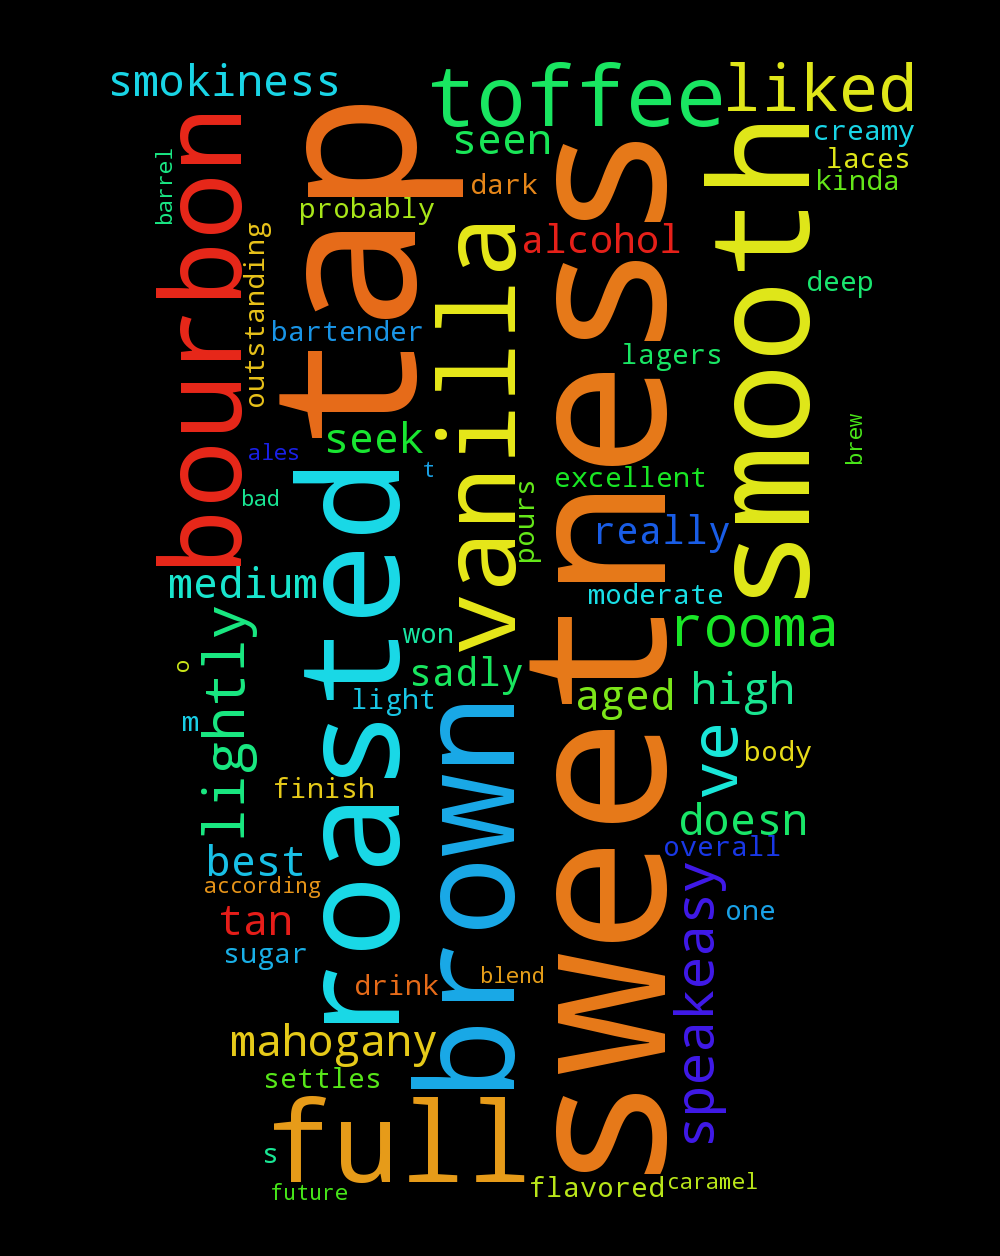 smokiness
toffee
liked
bourbon
tap
smooth
creamy
seen
laces
barrel
dark
kinda
probably
sweetness
vanilla
outstanding
alcohol
deep
bartender
lagers
seek
brew
ales
t
excellent
bad
pours
roasted
really
medium
moderate
lightly
won
rooma
o
sadly
light
aged
high
m
brown
ve
body
finish
doesn
best
overall
according
speakeasy
tan
one
sugar
drink
blend
mahogany
settles
full
s
flavored
caramel
future